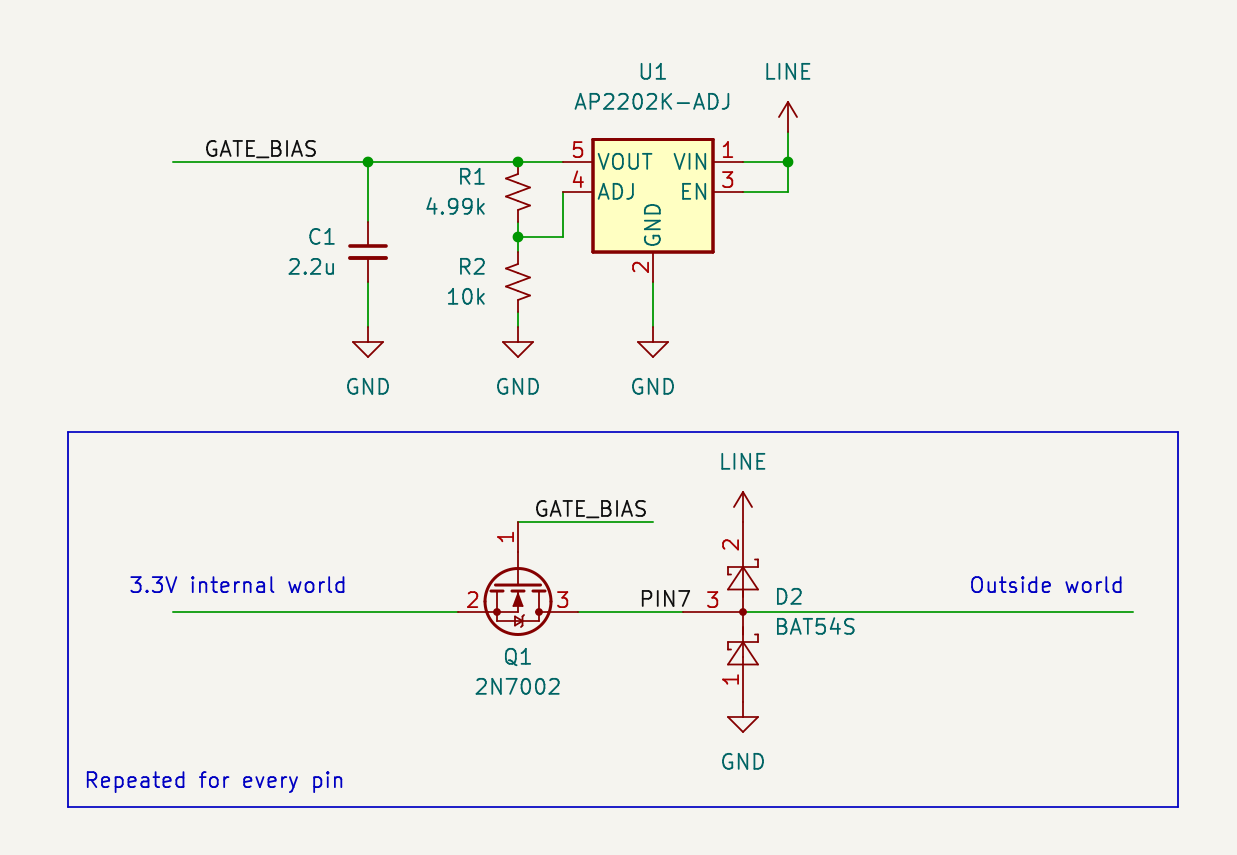 U1
AP2202K-ADJ
LINE
GATE_BIAS
5
VOUT
VIN
1
4
ADJ
EN
3
GND
2
R1
4.99k
C1
2.2u
R2
10k
GND
GND
GND
LINE
GATE_BIAS
1
2
3.3V internal world
Outside world
2
3
PIN7
3
D2
BAT54S
Q1
2N7002
1
GND
Repeated for every pin